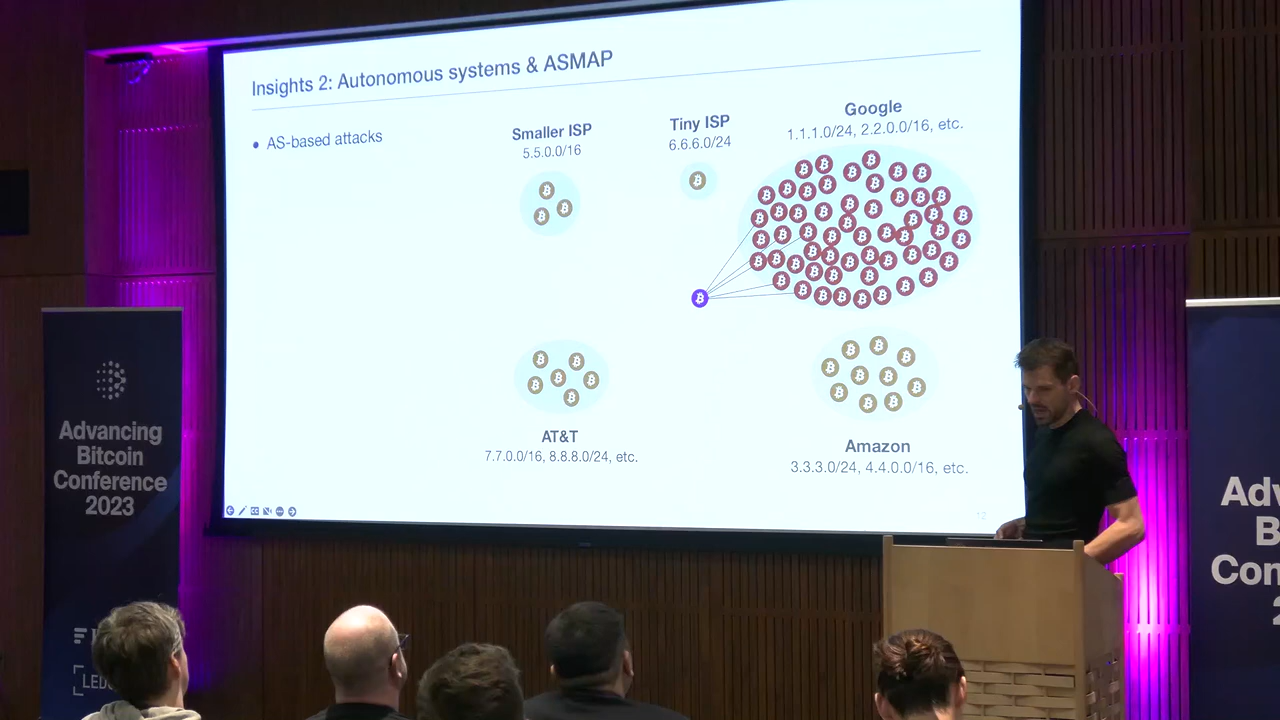 Insights 2: Autonomous systems & ASMAP
• AS-based attacks
Smaller ISP
5.5.0.0/16
Tiny ISP
6.6.6.0/24
Google
1.1.1.0/24, 2.2.0.0/16, etc.
AT&T
7.7.0.0/16, 8.8.8.0/24, etc.
Amazon
3.3.3.0/24, 4.4.0.0/16, etc.
12
Advancing
Bitcoin
Conference
2023
LED
Adv
B
Con
2